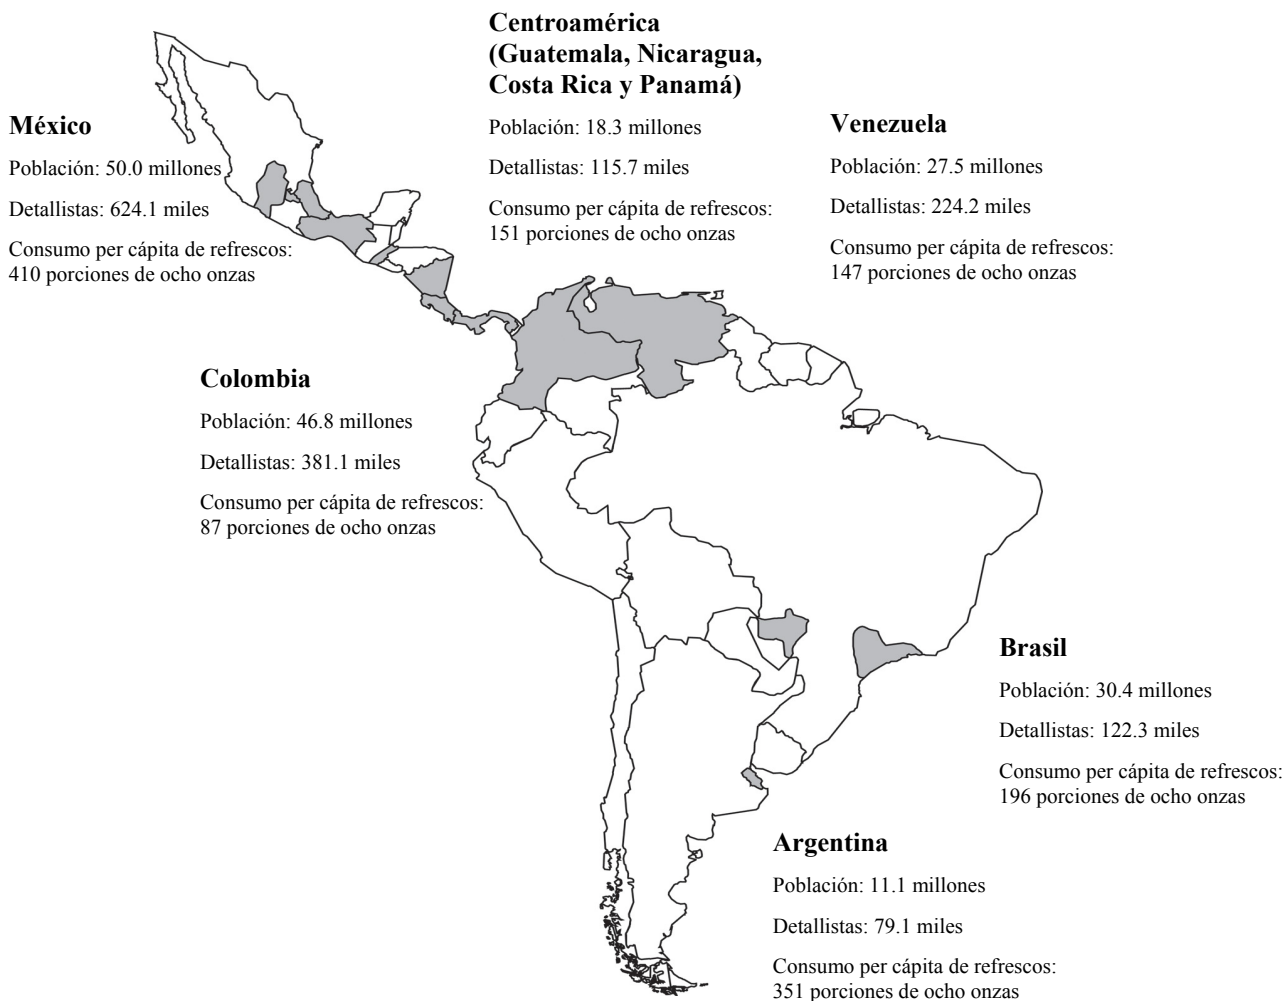 Centroamérica
(Guatemala, Nicaragua,
Costa Rica y Panamá)
Población: 18.3 millones
Detallistas: 115.7 miles
Consumo per cápita de refrescos:
151 porciones de ocho onzas
México
Población: 50.0 millones
Detallistas: 624.1 miles
Consumo per cápita de refrescos:
410 porciones de ocho onzas
Venezuela
Población: 27.5 millones
Detallistas: 224.2 miles
Consumo per cápita de refrescos:
147 porciones de ocho onzas
Colombia
Población: 46.8 millones
Detallistas: 381.1 miles
Consumo per cápita de refrescos:
87 porciones de ocho onzas
Brasil
Población: 30.4 millones
Detallistas: 122.3 miles
Consumo per cápita de refrescos:
196 porciones de ocho onzas
Argentina
Población: 11.1 millones
Detallistas: 79.1 miles
Consumo per cápita de refrescos:
351 porciones de ocho onzas